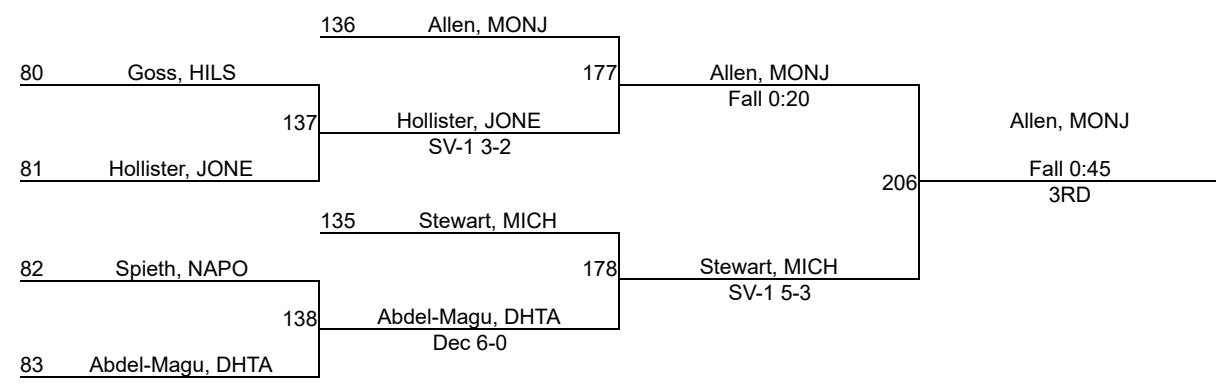 136 Allen, MONJ
80 Goss, HILS
177 Allen, MONJ
Fall 0:20
137 Hollister, JONE
SV-1 3-2
Allen, MONJ
81 Hollister, JONE
Fall 0:45
206
3RD
135 Stewart, MICH
82 Spieth, NAPO
178 Stewart, MICH
SV-1 5-3
138 Abdel-Magu, DHTA
Dec 6-0
83 Abdel-Magu, DHTA